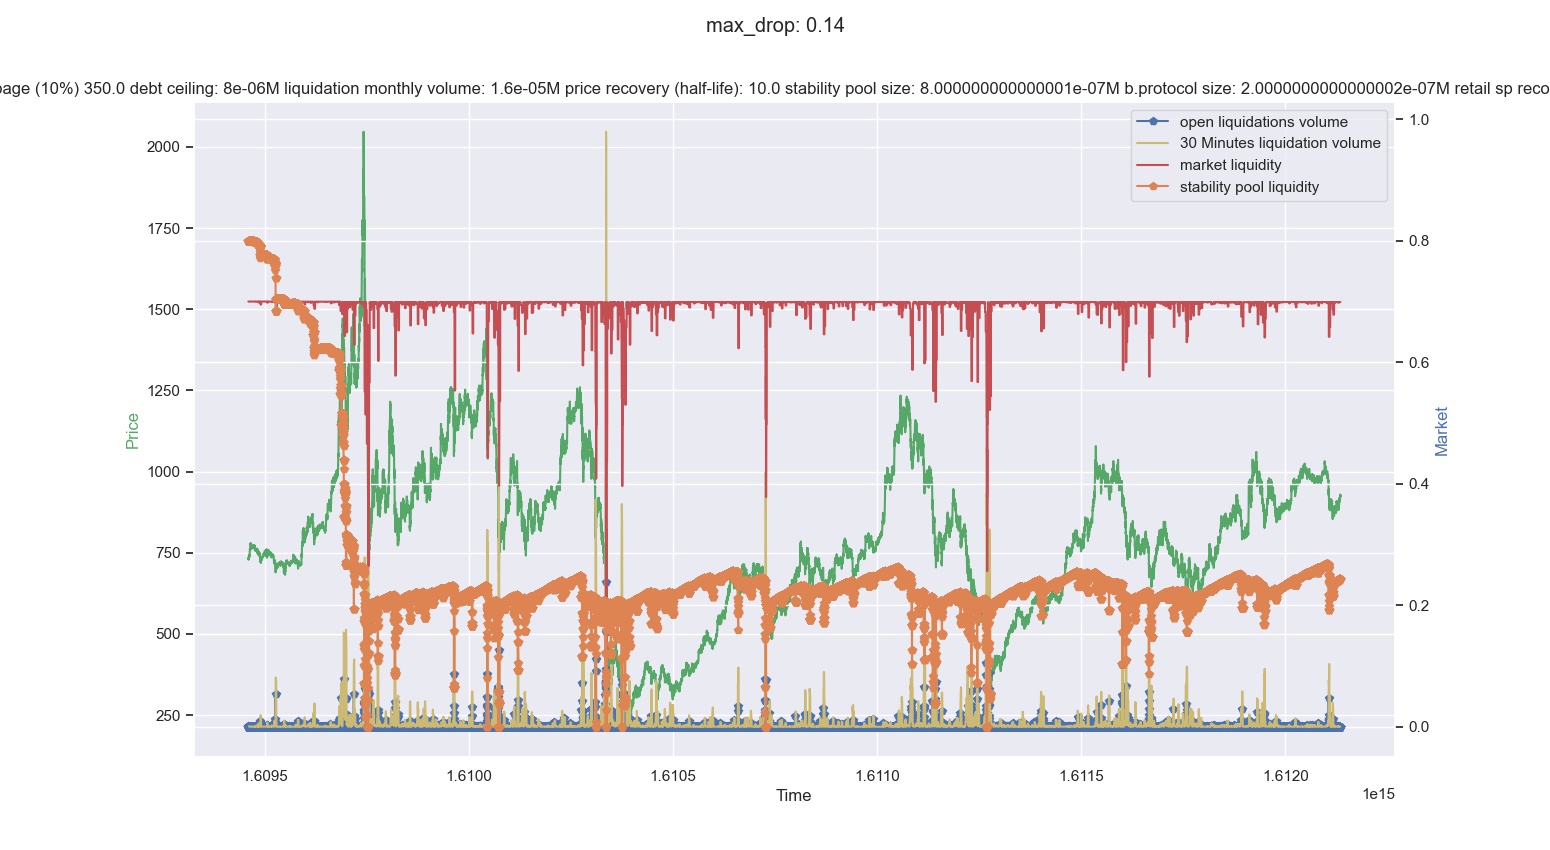 max_drop: 0.14
page (10%) 350.0 debt ceiling: 8e-06M liquidation monthly volume: 1.6e-05M price recovery (half-life): 10.0 stability pool size: 8.000000000000001e-07M b.protocol size: 2.0000000000000002e-07M retail sp reco
open liquidations volume
30 Minutes liquidation volume
market liquidity
stability pool liquidity
2000
1750
1500
1250
1000
750
500
250
Price
1.0
0.8
0.6
0.4
0.2
0.0
Market
1.6095 1.6100 1.6105 1.6110 1.6115 1.6120
Time
1e15